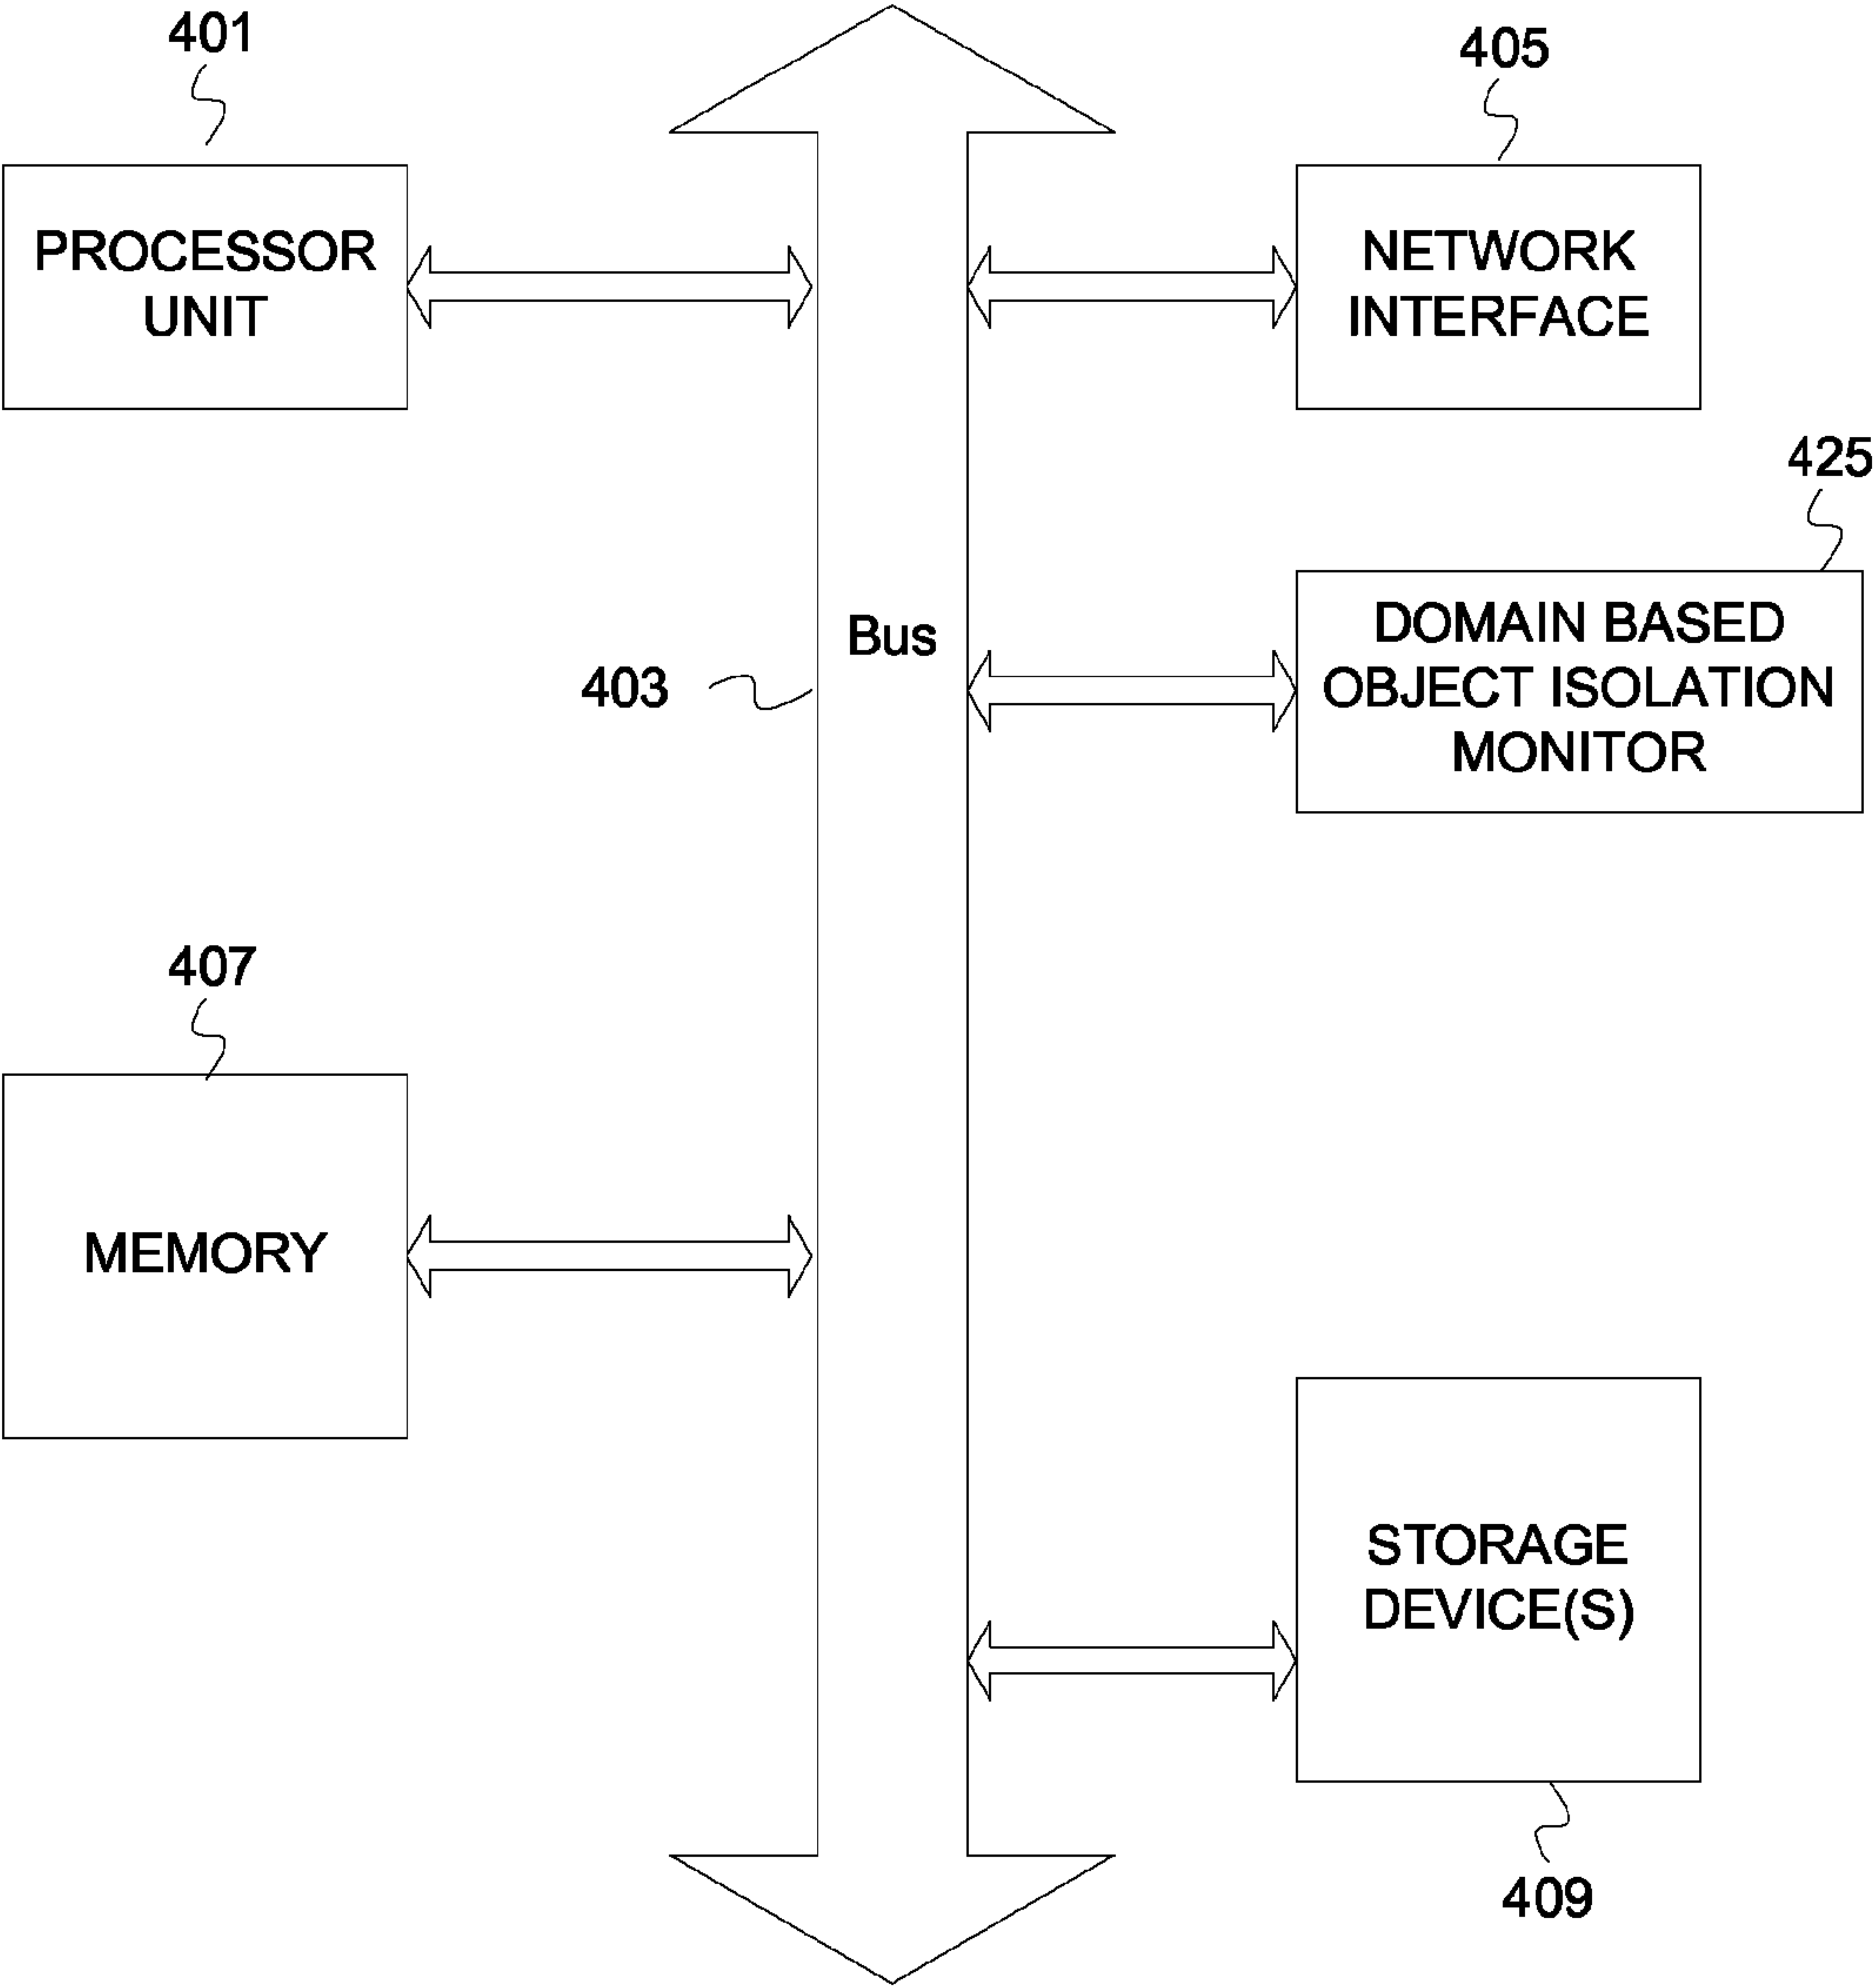 401
PROCESSOR
UNIT
405
NETWORK
INTERFACE
425
DOMAIN BASED
OBJECT ISOLATION
MONITOR
Bus
403
407
MEMORY
STORAGE
DEVICE(S)
409